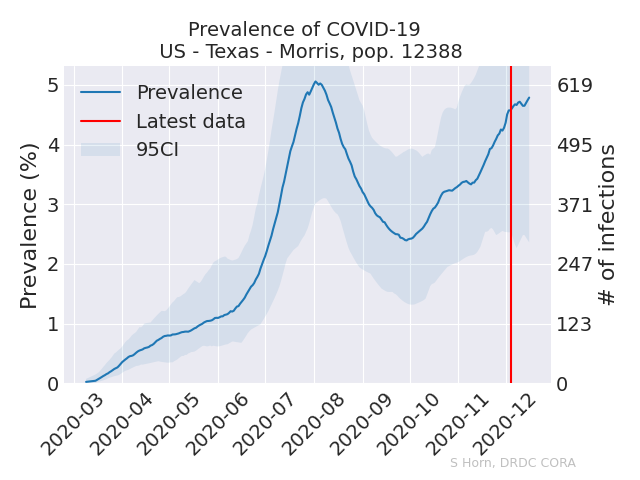 Prevalence of COVID-19
US - Texas - Morris, pop. 12388
Prevalence
Latest data
95CI
Prevalence (%)
5
4
3
2
1
0
619
495
371
247
123
0
# of infections
2020-03
2020-04
2020-05
2020-06
2020-07
2020-08
2020-09
2020-10
2020-11
2020-12
S Horn, DRDC CORA